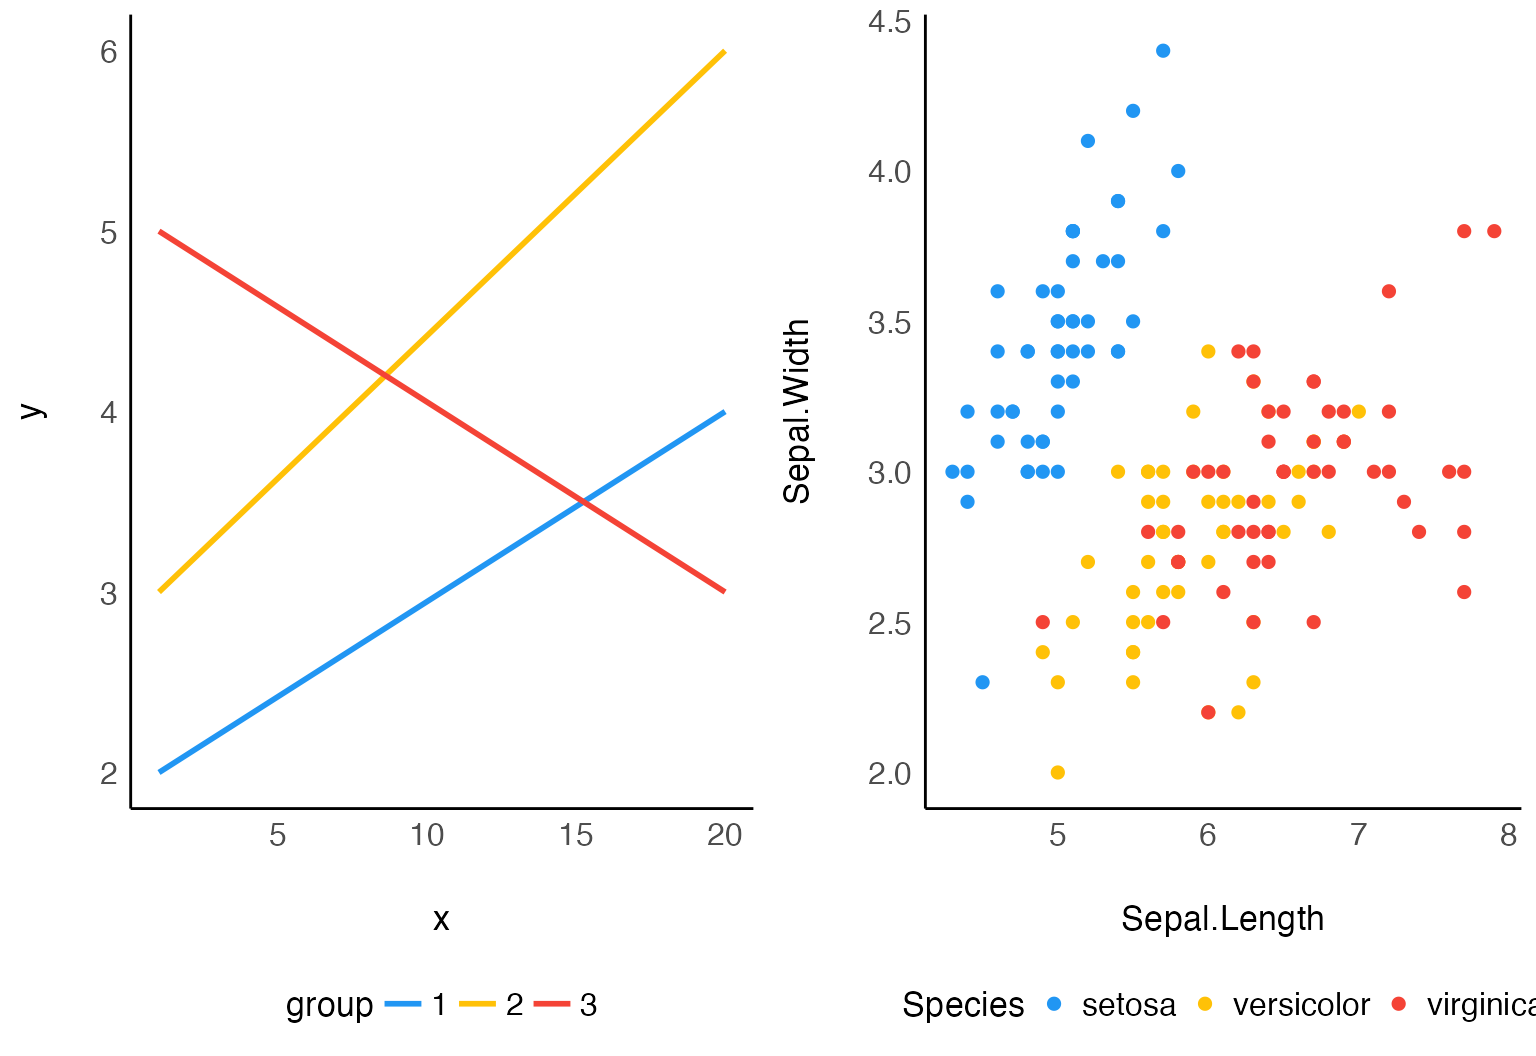 6
5
4
3
2
y
5 10 15 20
x
group 1 2 3
4.5
4.0
3.5
3.0
2.5
2.0
Sepal.Width
5 6 7 8
Sepal.Length
Species setosa versicolor virginica